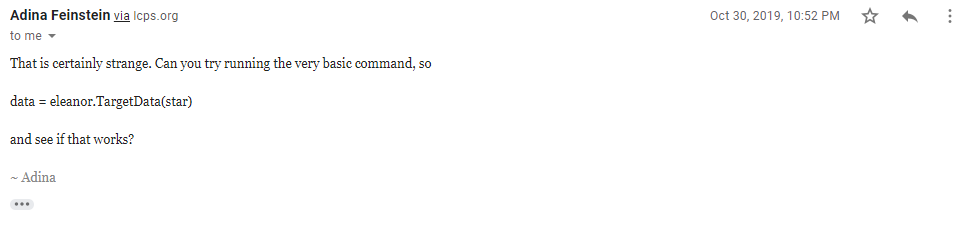 Adina Feinstein via lcps.org
Oct 30, 2019, 10:52 PM
to me
That is certainly strange. Can you try running the very basic command, so
data = eleanor.TargetData(star)
and see if that works?
~ Adina